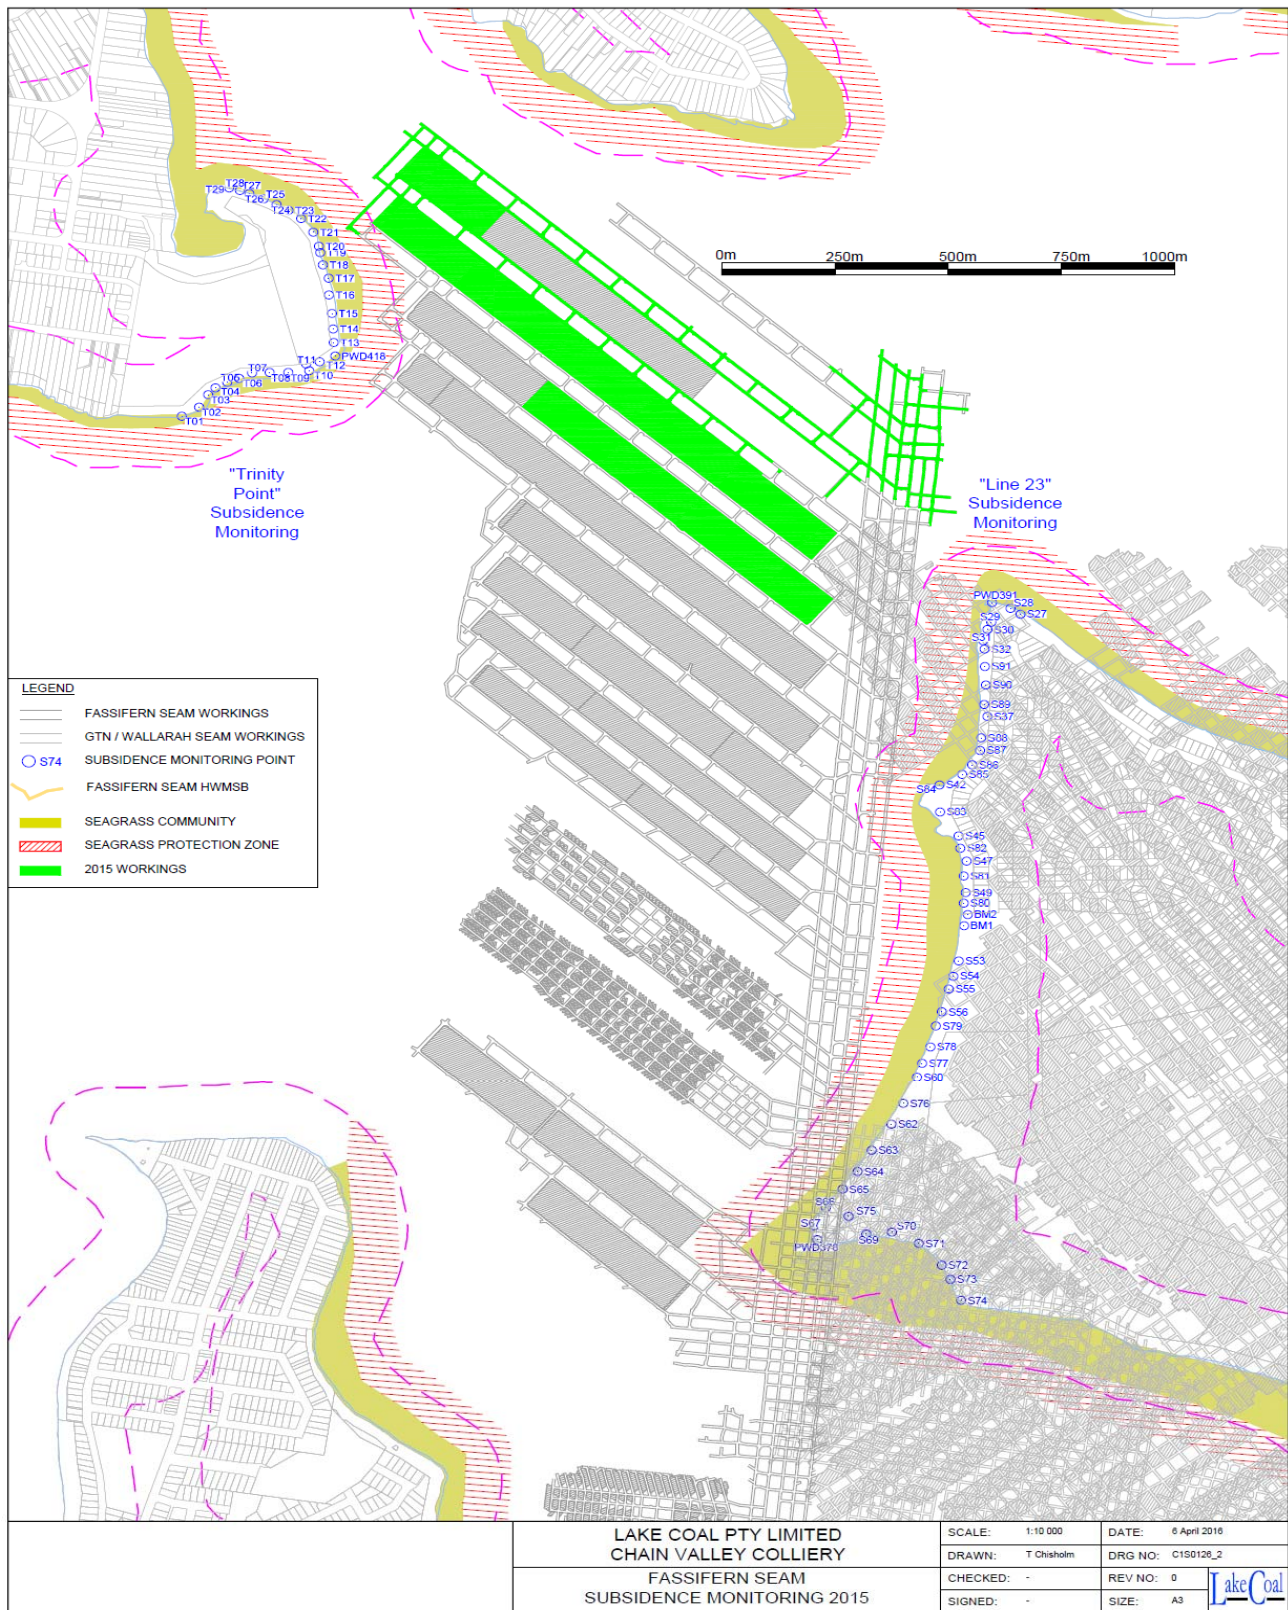 T28
T29
T27
T26
T25
T24
T23
T22
T21
T20
T19
T18
T17
T16
T15
T14
T13
PWD418
T11
T12
T10
T09
T08
T07
T06
T06
T04
T03
T02
T01
"Trinity
Point"
Subsidence
Monitoring
0m 250m 500m 750m 1000m
"Line 23"
Subsidence
Monitoring
PWD391
S28
S27
S29
S30
S31
S32
S91
S90
S89
S37
S88
S87
S86
S85
S42
S84
S83
S45
S82
S47
S81
S49
S80
BM2
BM1
S53
S54
S55
S56
S79
S78
S77
S60
S76
S62
S63
S64
S65
S66
S75
S67
S69
S70
PWD378
S71
S72
S73
S74
LEGEND
FASSIFERN SEAM WORKINGS
GTN / WALLARAH SEAM WORKINGS
S74 SUBSIDENCE MONITORING POINT
FASSIFERN SEAM HWMSB
SEAGRASS COMMUNITY
SEAGRASS PROTECTION ZONE
2015 WORKINGS
LAKE COAL PTY LIMITED
CHAIN VALLEY COLLIERY
FASSIFERN SEAM
SUBSIDENCE MONITORING 2015
SCALE: 1:10 000
DATE: 6 April 2016
DRAWN: T Chisholm
DRG NO: C1S0126_2
CHECKED: -
REV NO: 0
SIGNED: -
SIZE: A3
LakeCoal